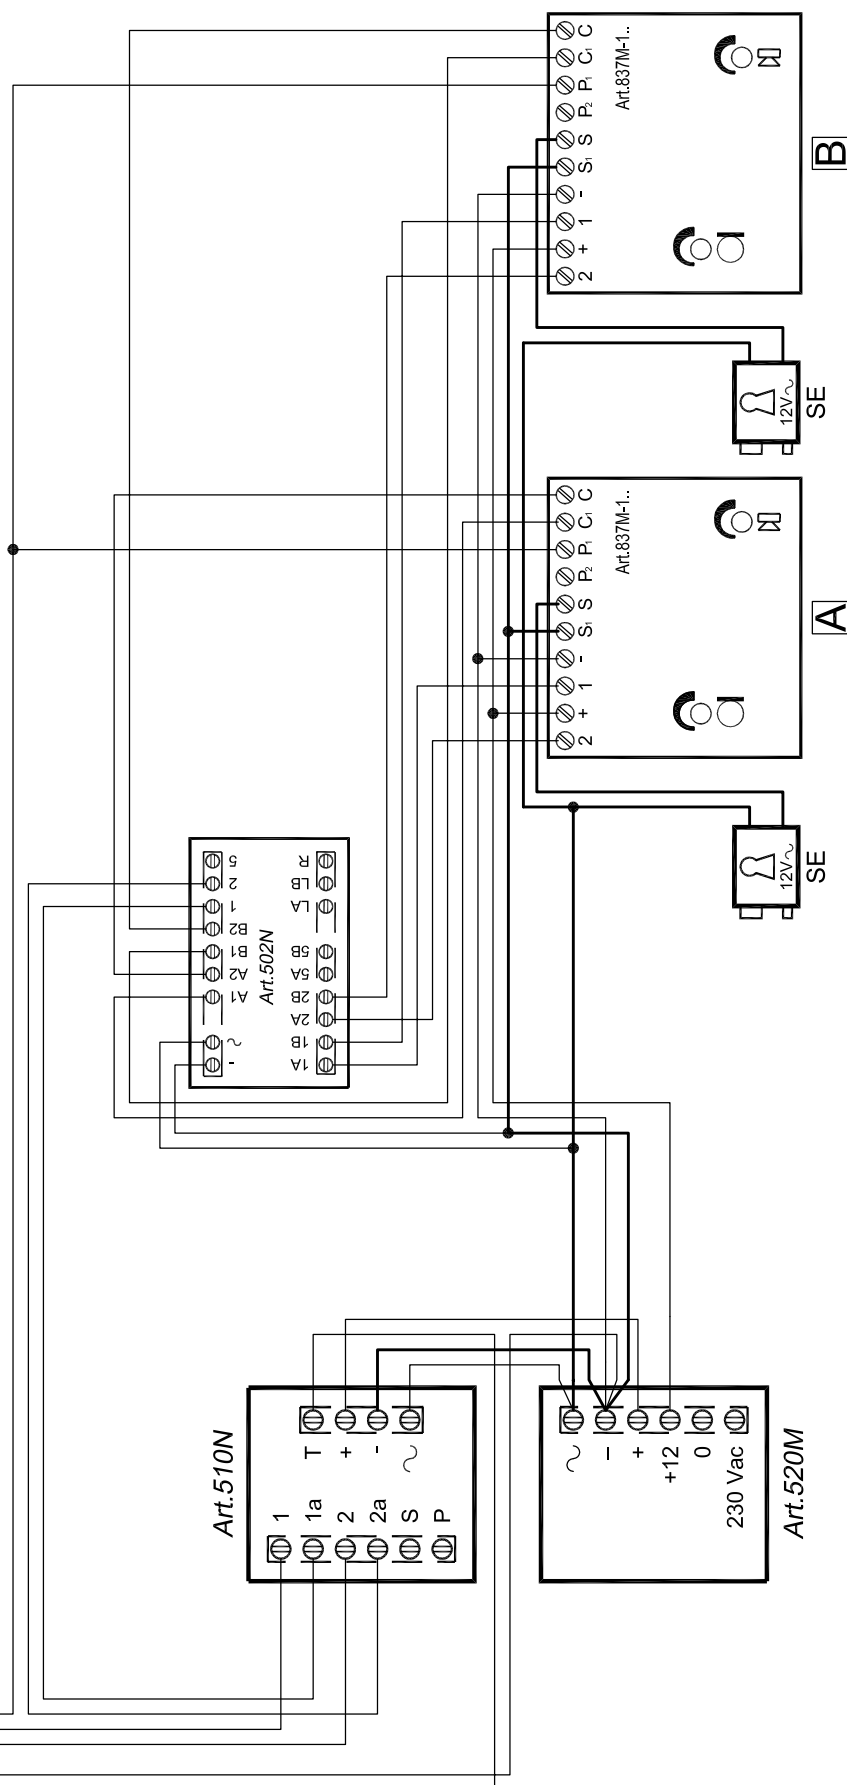 C
C1
P1
P2
S
S1
-
1
+
2
Art.837M-1..
B
12V~
SE
C
C1
P1
P2
S
S1
-
1
+
2
Art.837M-1..
A
12V~
SE
5
2
1
B2
B1
A2
A1
~
-
Art.502N
R
LB
LA
5B
5A
2B
2A
1B
1A
Art.510N
T
+
-
~
1
1a
2
2a
S
P
~
-
+
+12
0
230 Vac
Art.520M